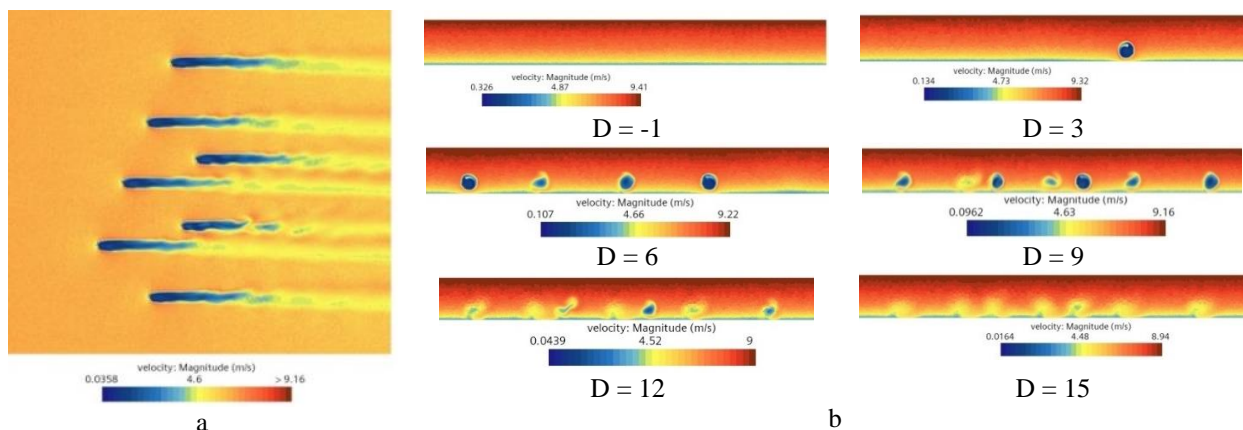 velocity: Magnitude (m/s)
0.0358 4.6 > 9.16
a
velocity: Magnitude (m/s)
0.326 4.87 9.41
D = -1
velocity: Magnitude (m/s)
0.134 4.73 9.32
D = 3
velocity: Magnitude (m/s)
0.107 4.66 9.22
D = 6
velocity: Magnitude (m/s)
0.0962 4.63 9.16
D = 9
velocity: Magnitude (m/s)
0.0439 4.52 9
D = 12
velocity: Magnitude (m/s)
0.0164 4.48 8.94
D = 15
b